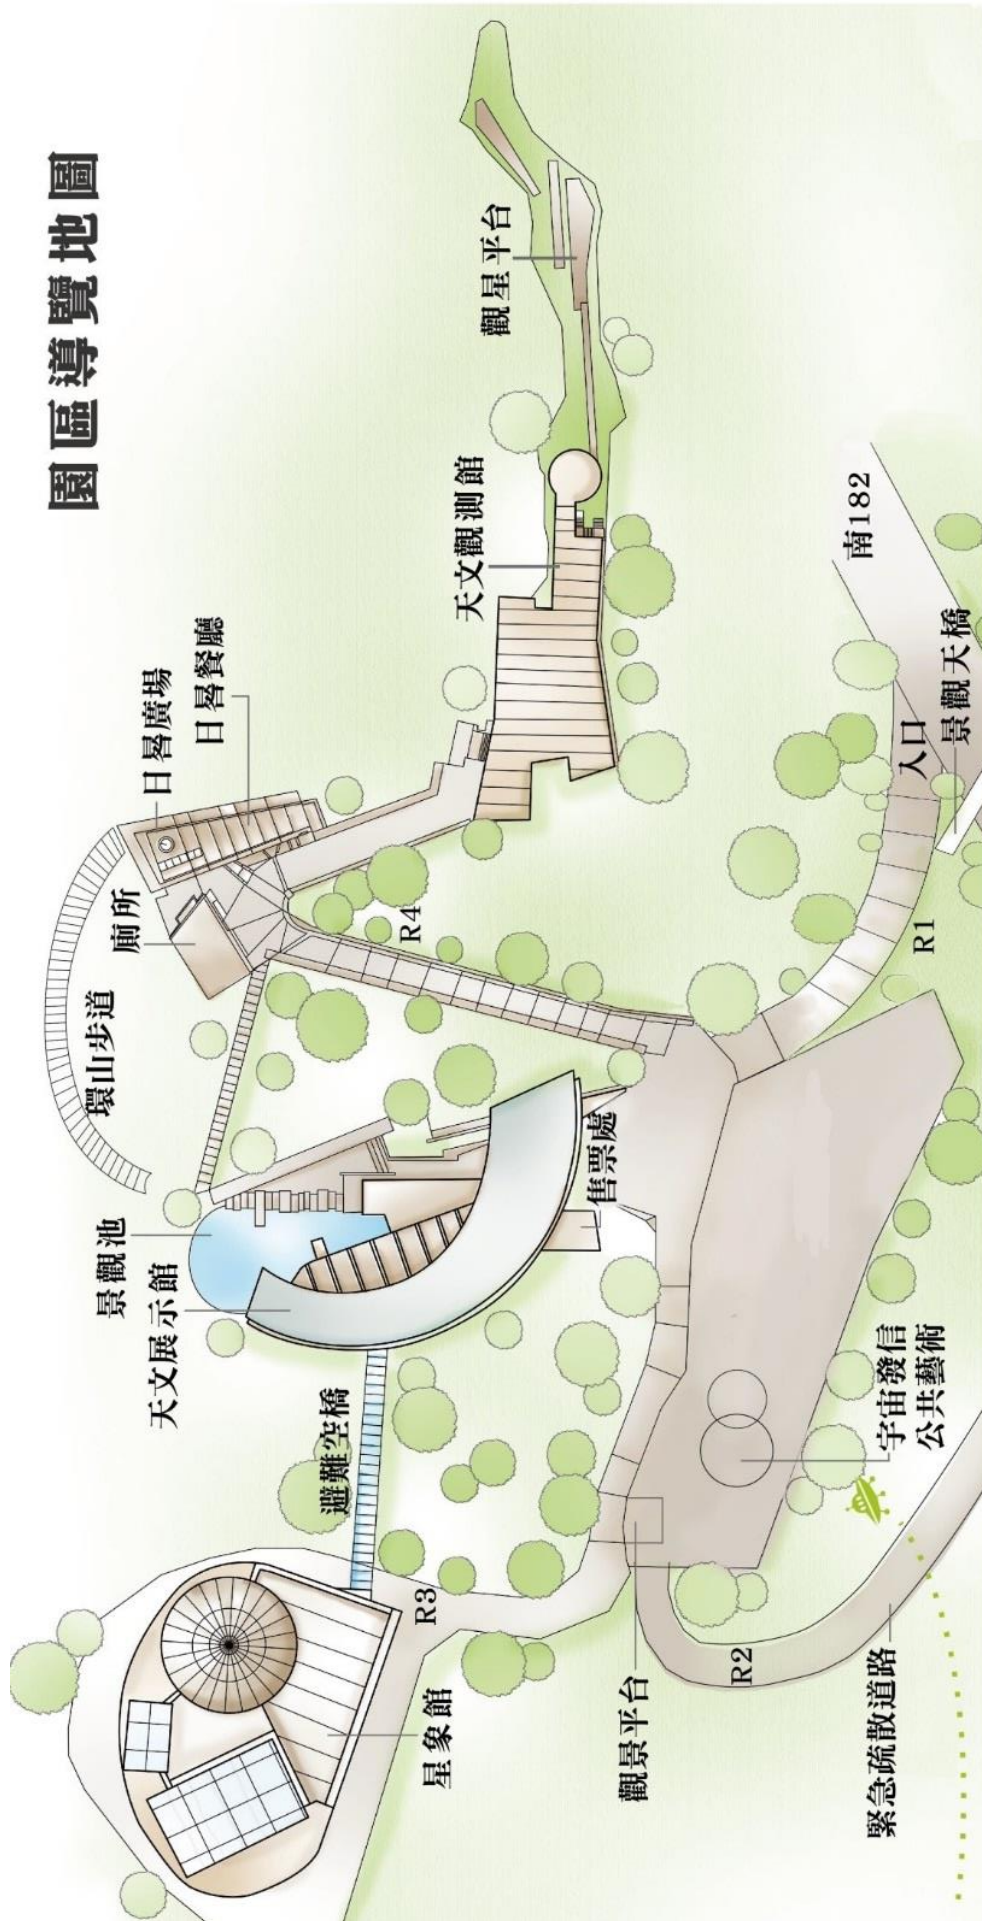 園區導覽地圖
日晷廣場
日晷餐廳
廁所
環山步道
景觀池
天文展示館
避難空橋
星象館
R3
觀景平台
R2
緊急疏散道路
宇宙發信
公共藝術
售票處
R4
天文觀測館
觀星平台
南182
入口
景觀天橋
R1